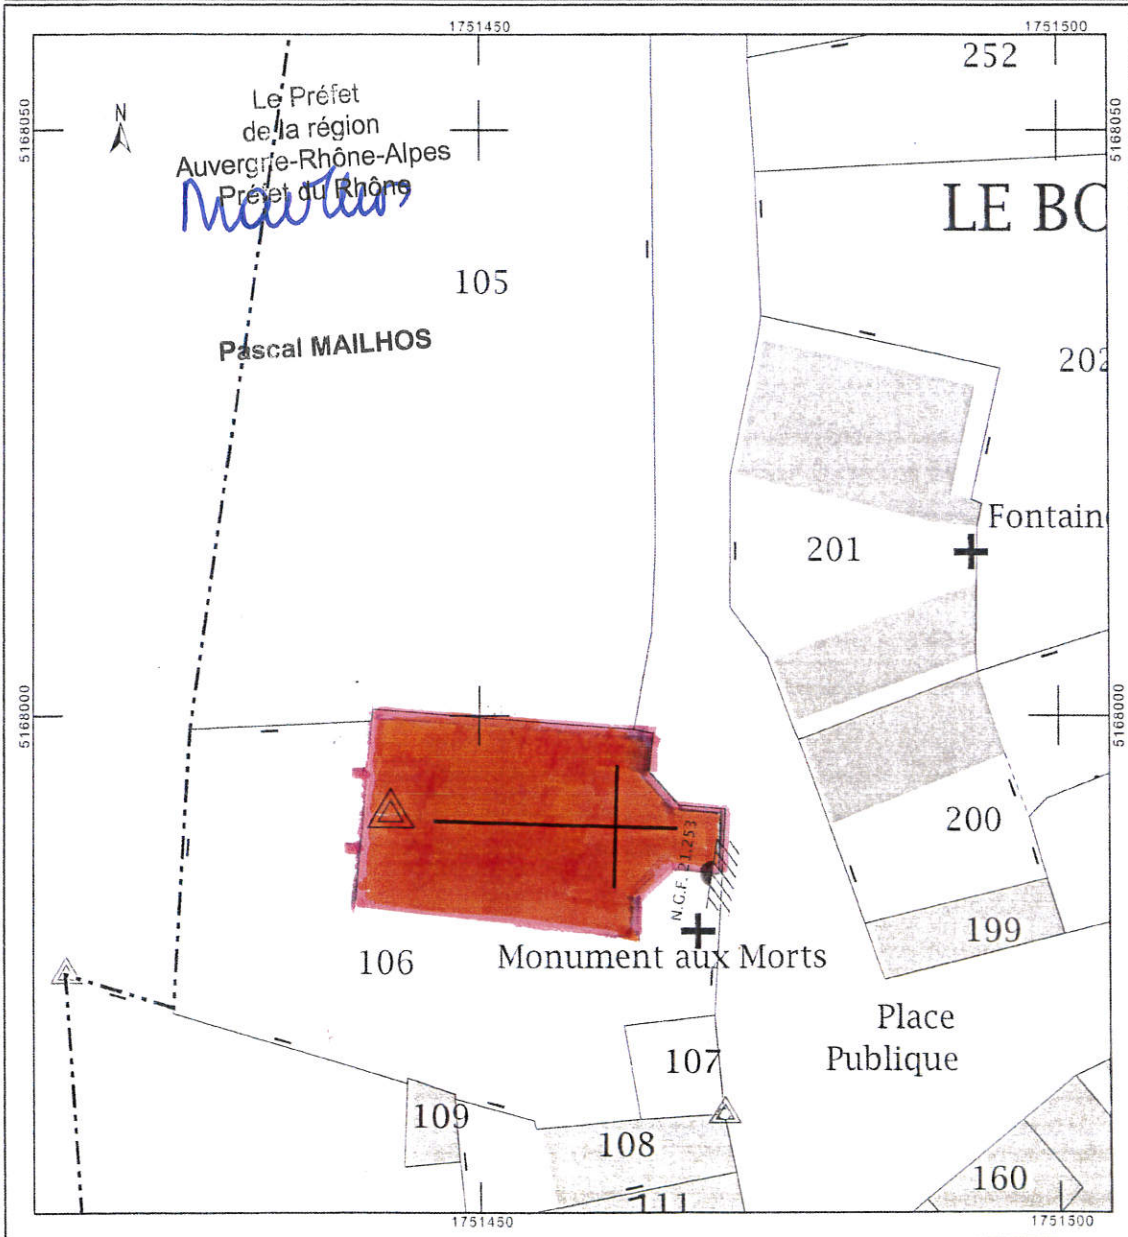 1751450
1751500
252
5168050
5168050
N
Le Préfet
de la région
Auvergne-Rhône-Alpes
Préfet du Rhône
LE BO
105
Pascal MAILHOS
202
Fontain
201
5168000
5168000
200
N.G.F. 21.253
199
106
Monument aux Morts
Place
Publique
107
109
108
160
111
1751450
1751500